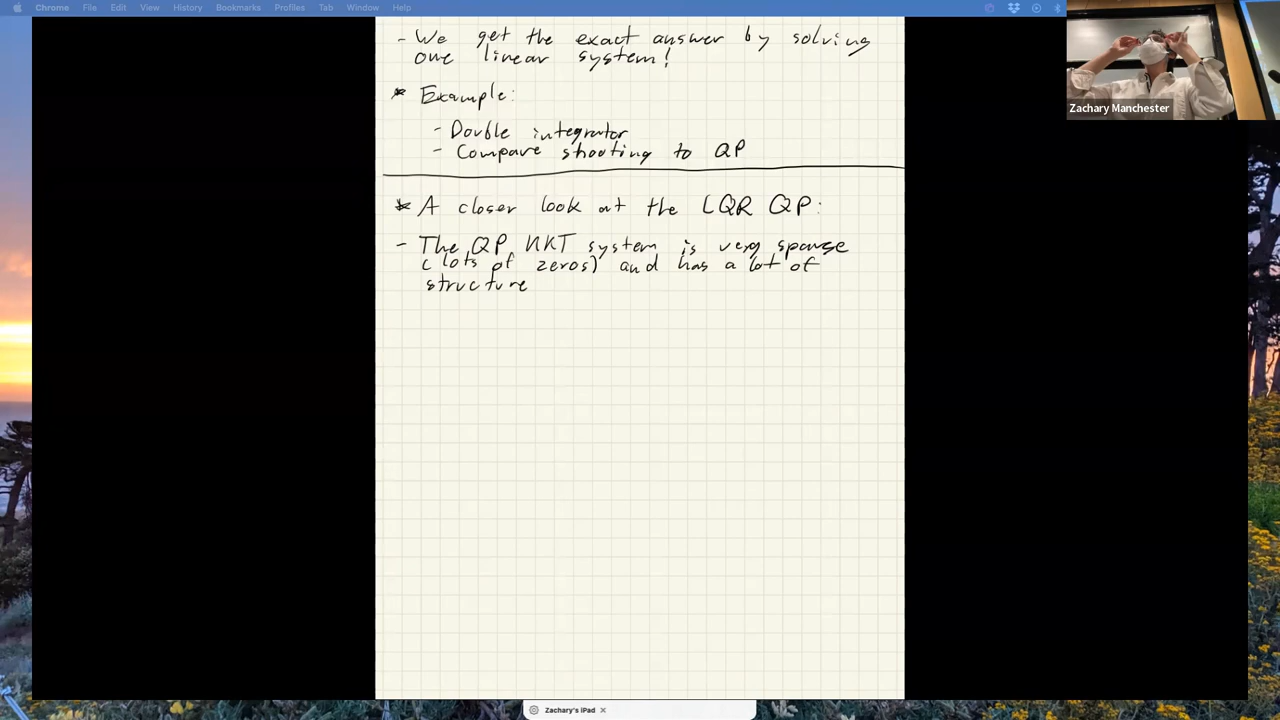 Chrome File Edit View History Bookmarks Profiles Tab Window Help
- We get the exact answer by solving
one linear system!
* Example:
- Double integrator
- Compare shooting to QP
* A closer look at the LQR QP:
- The QP KKT system is very sparse
(lots of zeros) and has a lot of
structure
Zachary Manchester
Zachary's iPad